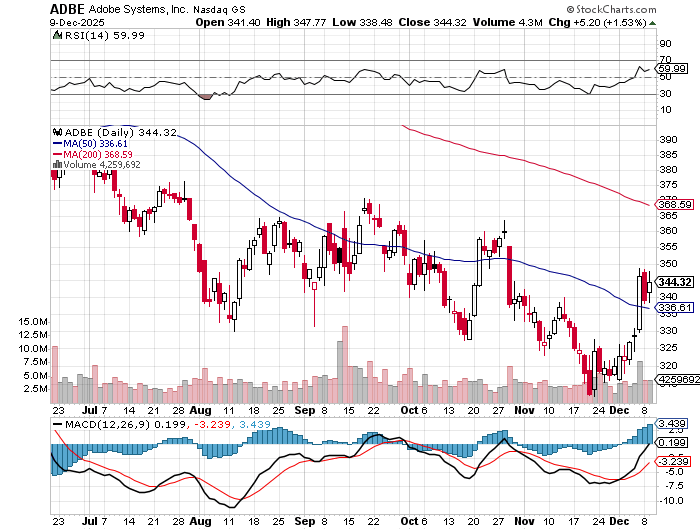 ADBE Adobe Systems, Inc. Nasdaq GS © StockCharts.com
9-Dec-2025 Open 341.40 High 347.77 Low 338.48 Close 344.32 Volume 4.3M Chg +5.20 (+1.53%)
RSI(14) 59.99
90
70
59.99
50
30
10
ADBE (Daily) 344.32
MA(50) 336.61
MA(200) 368.59
Volume 4,259,692
390
385
380
375
370
368.59
365
360
355
350
344.32
340
336.61
335
330
325
320
315
15.0M
12.5M
10.0M
7.5M
5.0M
2.5M
4259692
23 Jul 7 14 21 28 Aug 11 18 25 Sep 8 15 22 Oct 6 13 20 27 Nov 10 17 24 Dec 8
MACD(12,26,9) 0.199, -3.239, 3.439
3.439
0.199
-3.239
-5.0
-7.5
-10.0
23 Jul 7 14 21 28 Aug 11 18 25 Sep 8 15 22 Oct 6 13 20 27 Nov 10 17 24 Dec 8